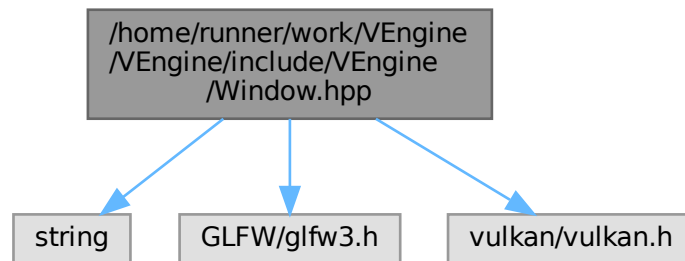 /home/runner/work/VEngine
/VEngine/include/VEngine
/Window.hpp
string
GLFW/glfw3.h
vulkan/vulkan.h